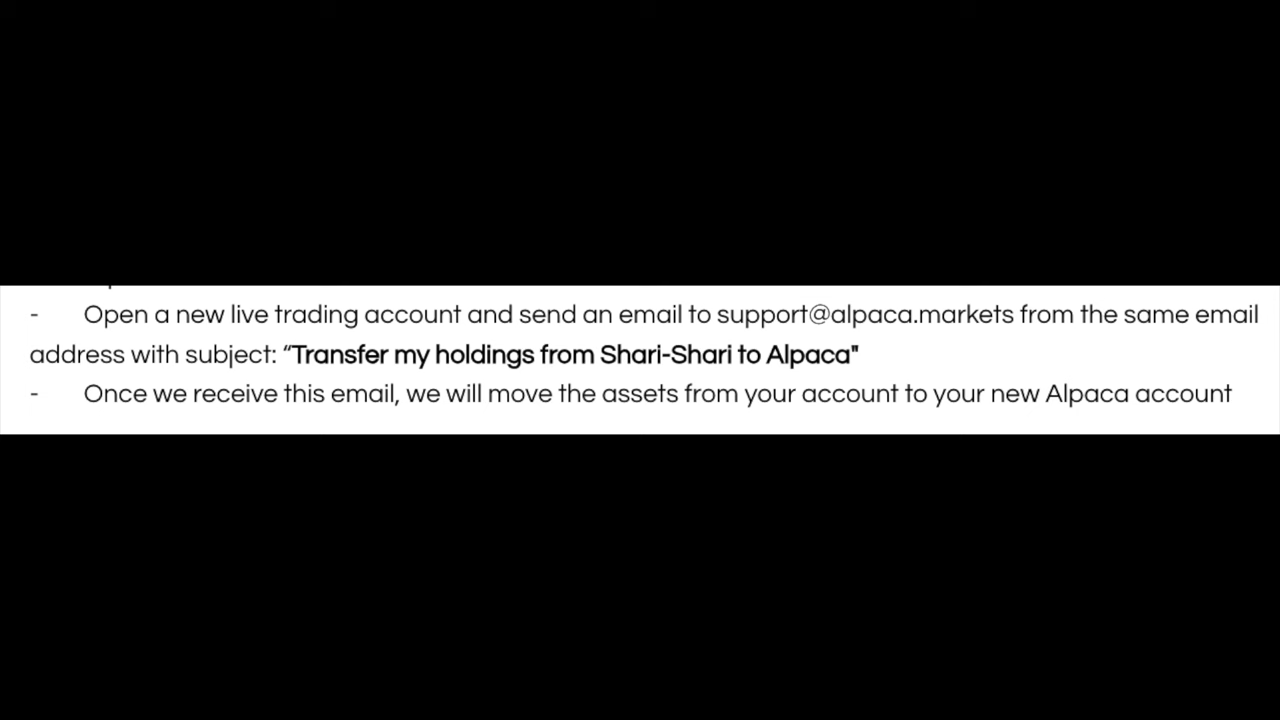 - Open a new live trading account and send an email to support@alpaca.markets from the same email
address with subject: “Transfer my holdings from Shari-Shari to Alpaca"
- Once we receive this email, we will move the assets from your account to your new Alpaca account